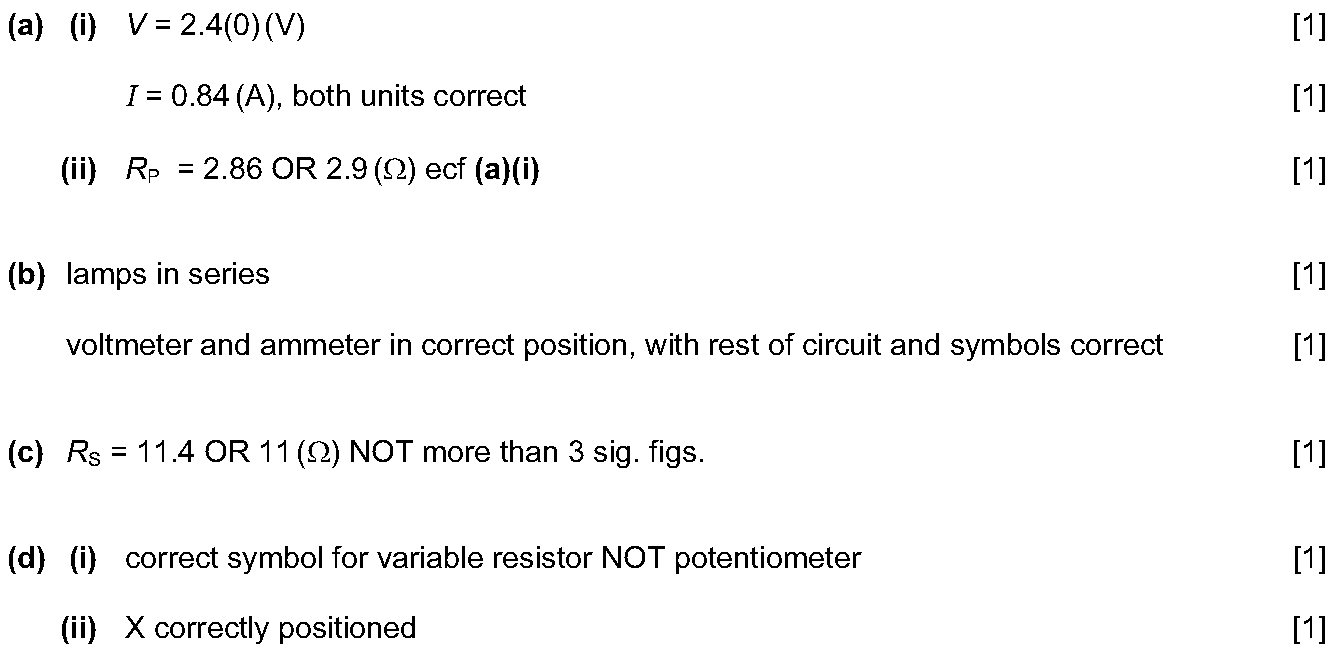 (a) (i) V = 2.4(0) (V) [1]
I = 0.84 (A), both units correct [1]
(ii) R_P = 2.86 OR 2.9 (Ω) ecf (a)(i) [1]
(b) lamps in series [1]
voltmeter and ammeter in correct position, with rest of circuit and symbols correct [1]
(c) R_S = 11.4 OR 11 (Ω) NOT more than 3 sig. figs. [1]
(d) (i) correct symbol for variable resistor NOT potentiometer [1]
(ii) X correctly positioned [1]